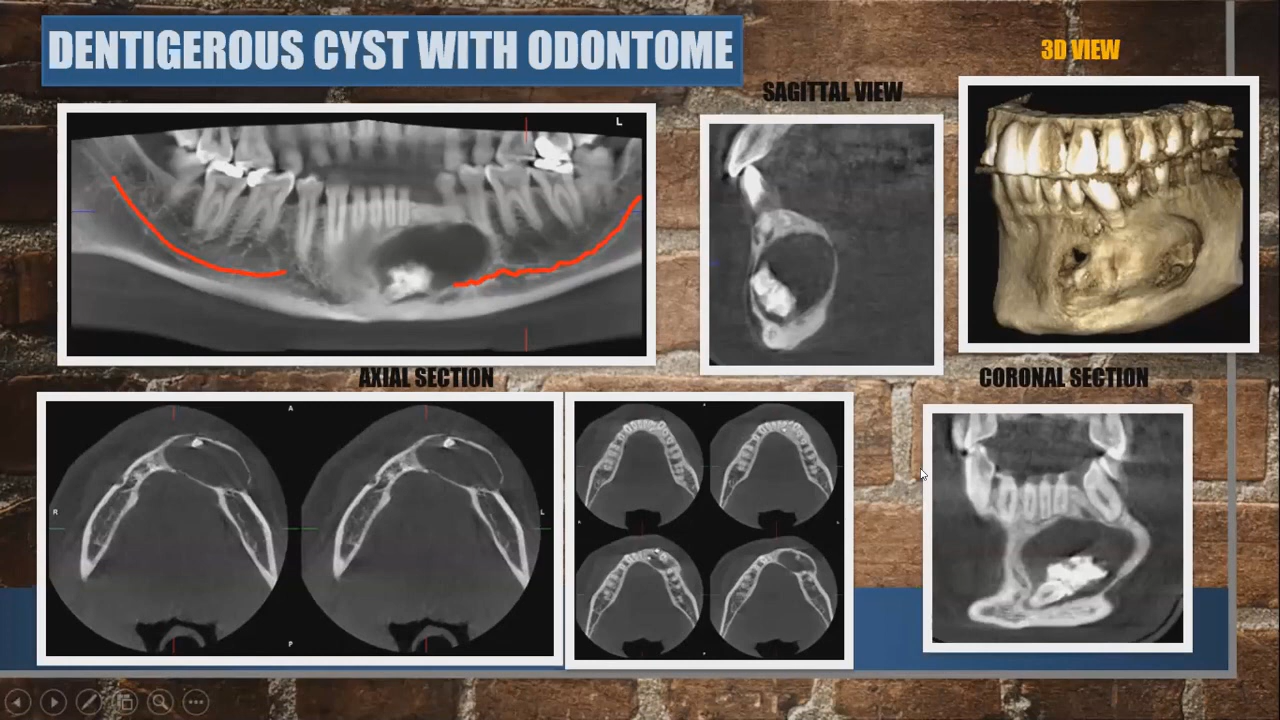 DENTIGEROUS CYST WITH ODONTOME
3D VIEW
SAGITTAL VIEW
L
AXIAL SECTION
CORONAL SECTION
A
R
L
P